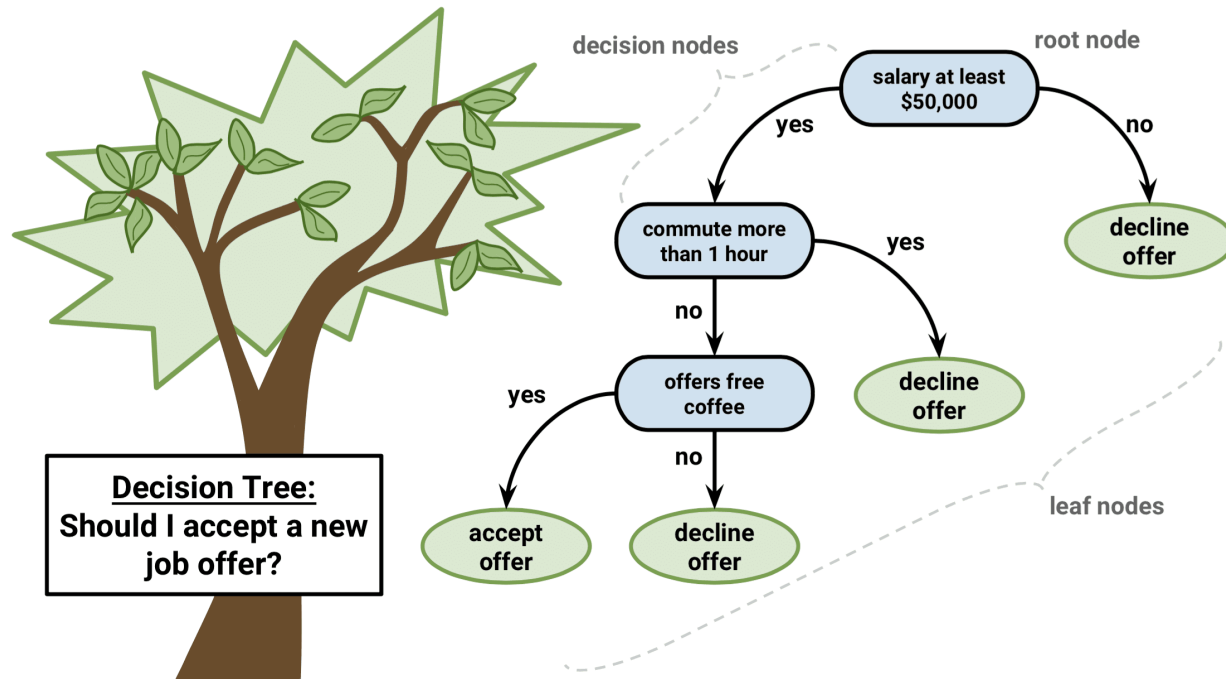 decision nodes
root node
salary at least
$50,000
yes
no
commute more
than 1 hour
yes
decline
offer
no
offers free
coffee
decline
offer
yes
no
Decision Tree:
Should I accept a new
job offer?
accept
offer
decline
offer
leaf nodes